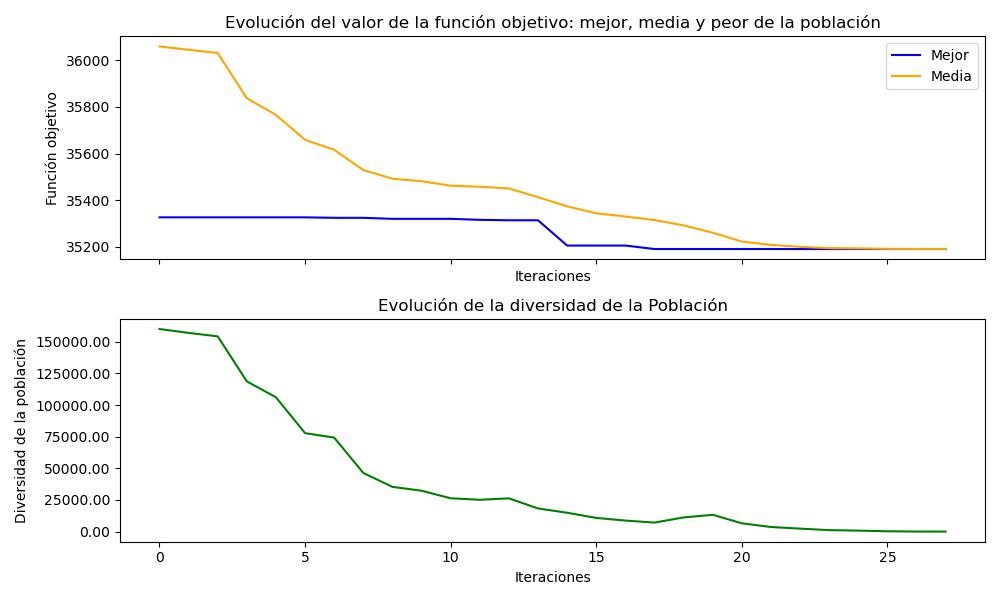 Evolución del valor de la función objetivo: mejor, media y peor de la población
36000
35800
35600
35400
35200
Función objetivo
Mejor
Media
Iteraciones
Evolución de la diversidad de la Población
150000.00
125000.00
100000.00
75000.00
50000.00
25000.00
0.00
Diversidad de la población
0 5 10 15 20 25
Iteraciones